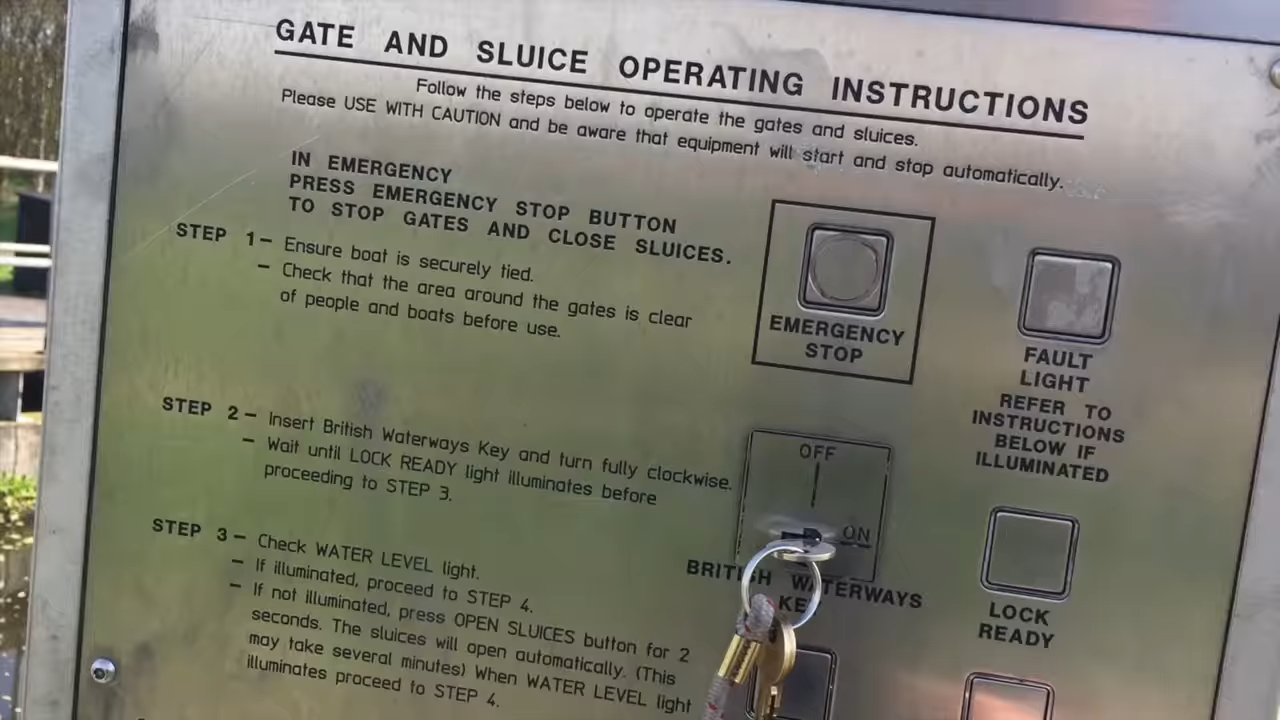 GATE AND SLUICE OPERATING INSTRUCTIONS
Follow the steps below to operate the gates and sluices.
Please USE WITH CAUTION and be aware that equipment will start and stop automatically.
IN EMERGENCY
PRESS EMERGENCY STOP BUTTON
TO STOP GATES AND CLOSE SLUICES.
STEP 1 – Ensure boat is securely tied.
– Check that the area around the gates is clear
of people and boats before use.
EMERGENCY
STOP
FAULT
LIGHT
REFER TO
INSTRUCTIONS
BELOW IF
ILLUMINATED
STEP 2 – Insert British Waterways Key and turn fully clockwise.
– Wait until LOCK READY light illuminates before
proceeding to STEP 3.
OFF
ON
BRITISH WATERWAYS
KEY
LOCK
READY
STEP 3 – Check WATER LEVEL light.
– If illuminated, proceed to STEP 4.
– If not illuminated, press OPEN SLUICES button for 2
seconds. The sluices will open automatically. (This
may take several minutes) When WATER LEVEL light
illuminates proceed to STEP 4.